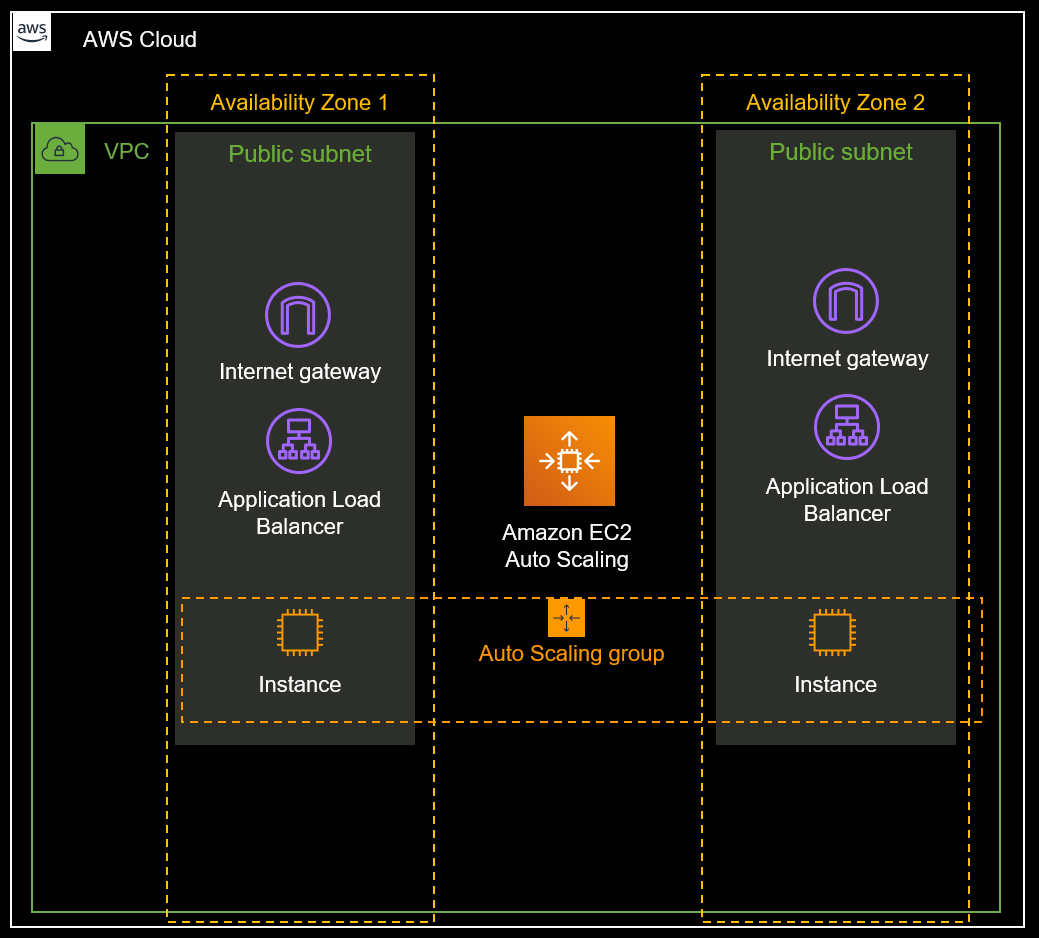 aws
AWS Cloud
Availability Zone 1
Availability Zone 2
VPC
Public subnet
Public subnet
Internet gateway
Internet gateway
Application Load
Balancer
Application Load
Balancer
Amazon EC2
Auto Scaling
Auto Scaling group
Instance
Instance